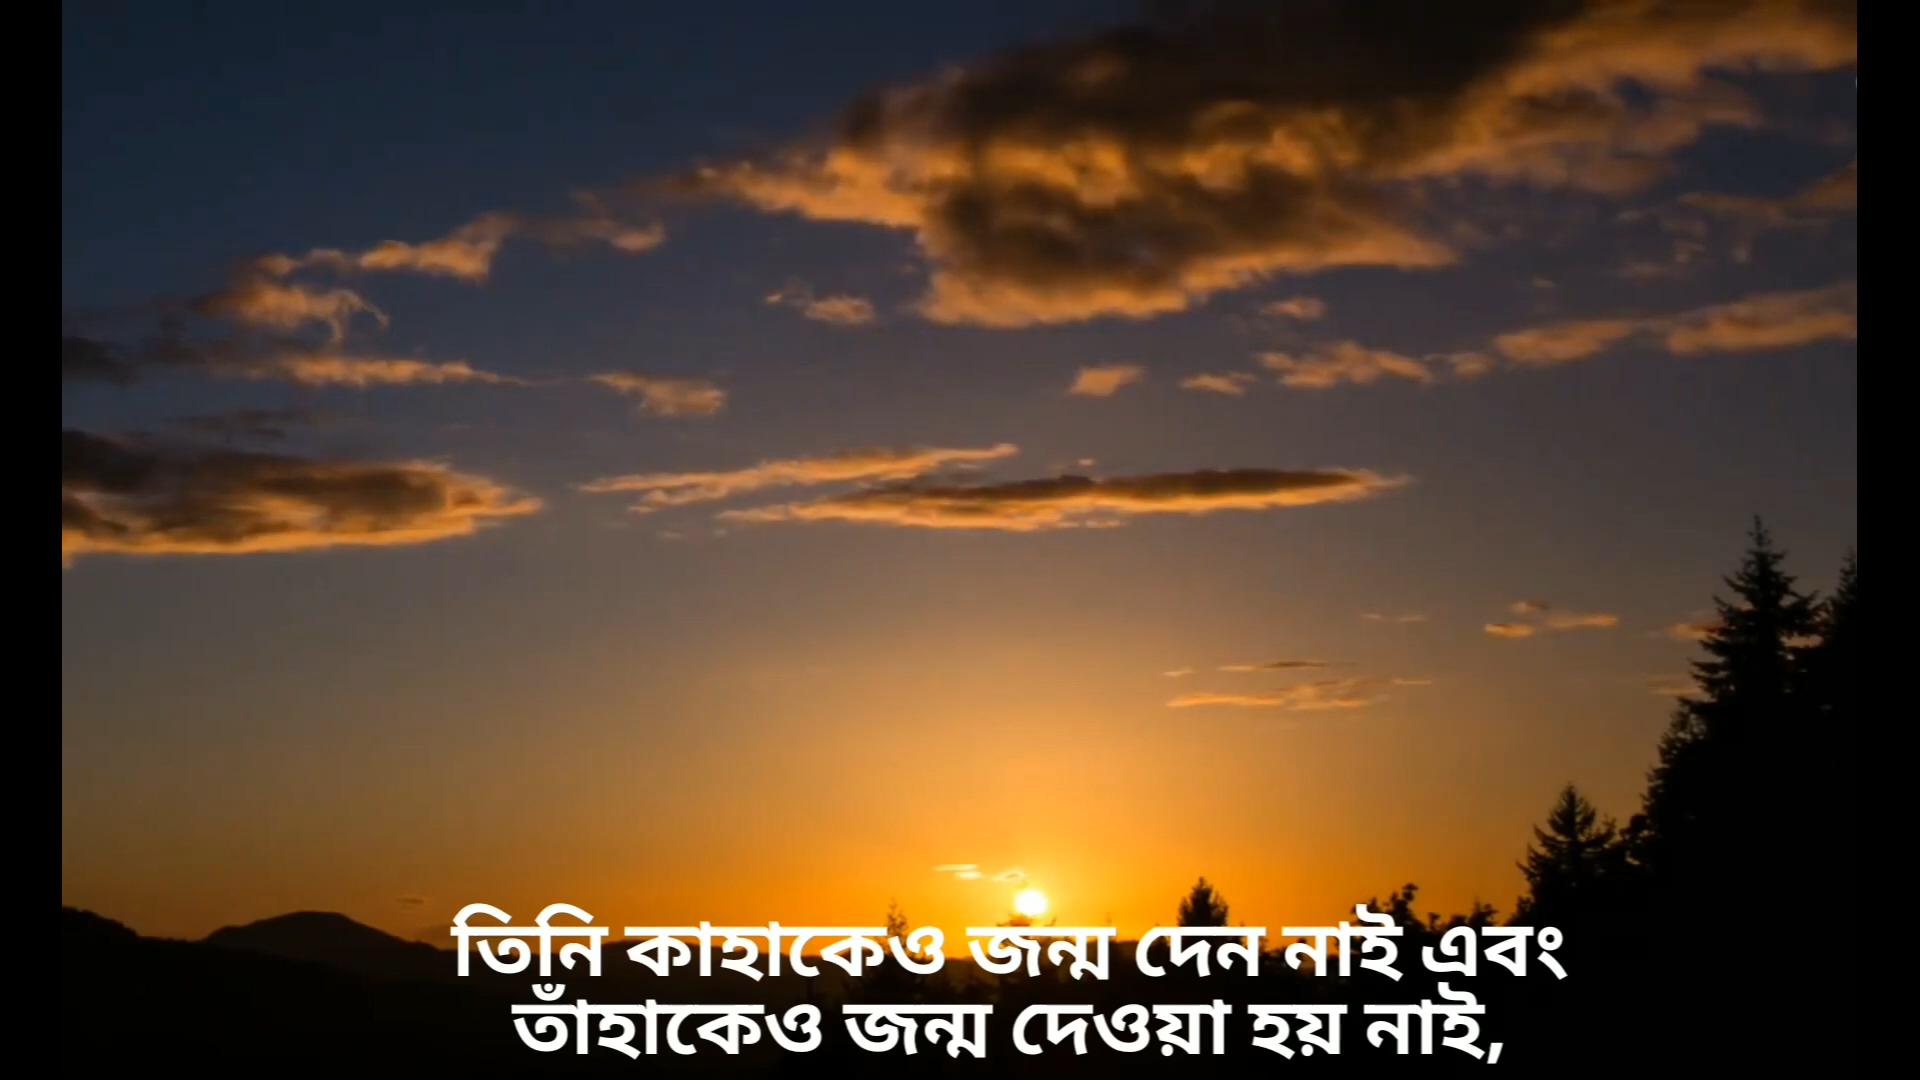 তিনি কাহাকেও জন্ম দেন নাই এবং
তাঁহাকেও জন্ম দেওয়া হয় নাই,